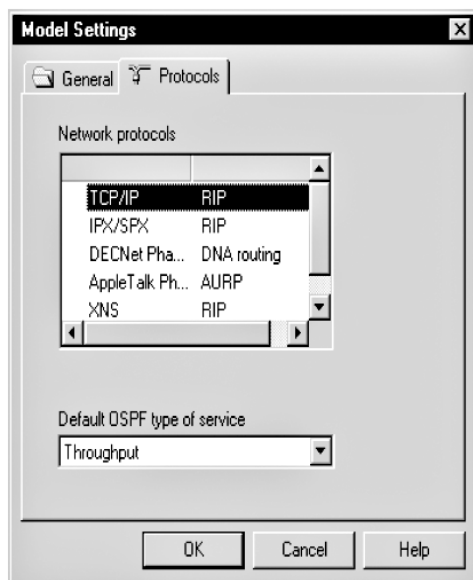 Model Settings
General Protocols
Network protocols
TCP/IP RIP
IPX/SPX RIP
DECNet Pha... DNA routing
AppleTalk Ph... AURP
XNS RIP
Default OSPF type of service
Throughput
OK Cancel Help